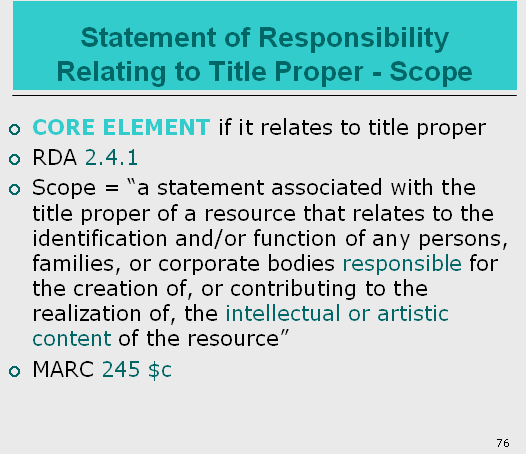 Statement of Responsibility
Relating to Title Proper - Scope
CORE ELEMENT if it relates to title proper
RDA 2.4.1
Scope = “a statement associated with the
title proper of a resource that relates to the
identification and/or function of any persons,
families, or corporate bodies responsible for
the creation of, or contributing to the
realization of, the intellectual or artistic
content of the resource”
MARC 245 $c
76